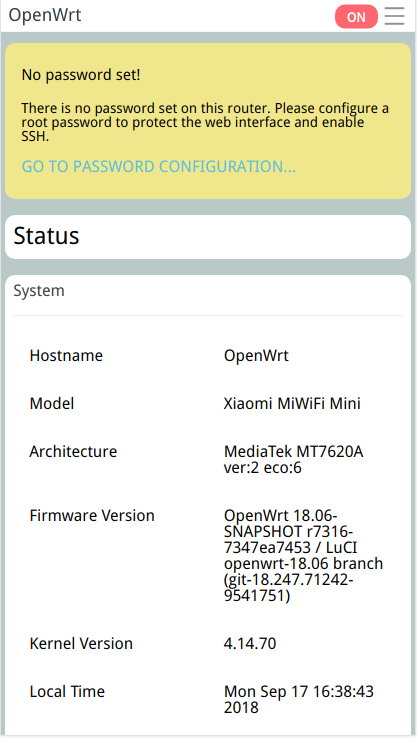 OpenWrt
ON
No password set!
There is no password set on this router. Please configure a
root password to protect the web interface and enable
SSH.
GO TO PASSWORD CONFIGURATION...
Status
System
Hostname
OpenWrt
Model
Xiaomi MiWiFi Mini
Architecture
MediaTek MT7620A
ver:2 eco:6
Firmware Version
OpenWrt 18.06-
SNAPSHOT r7316-
7347ea7453 / LuCI
openwrt-18.06 branch
(git-18.247.71242-
9541751)
Kernel Version
4.14.70
Local Time
Mon Sep 17 16:38:43
2018